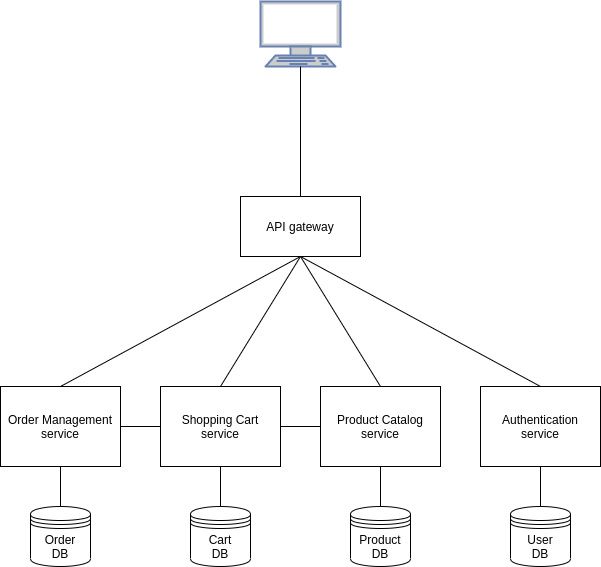 API gateway
Order Management
service
Shopping Cart
service
Product Catalog
service
Authentication
service
Order
DB
Cart
DB
Product
DB
User
DB